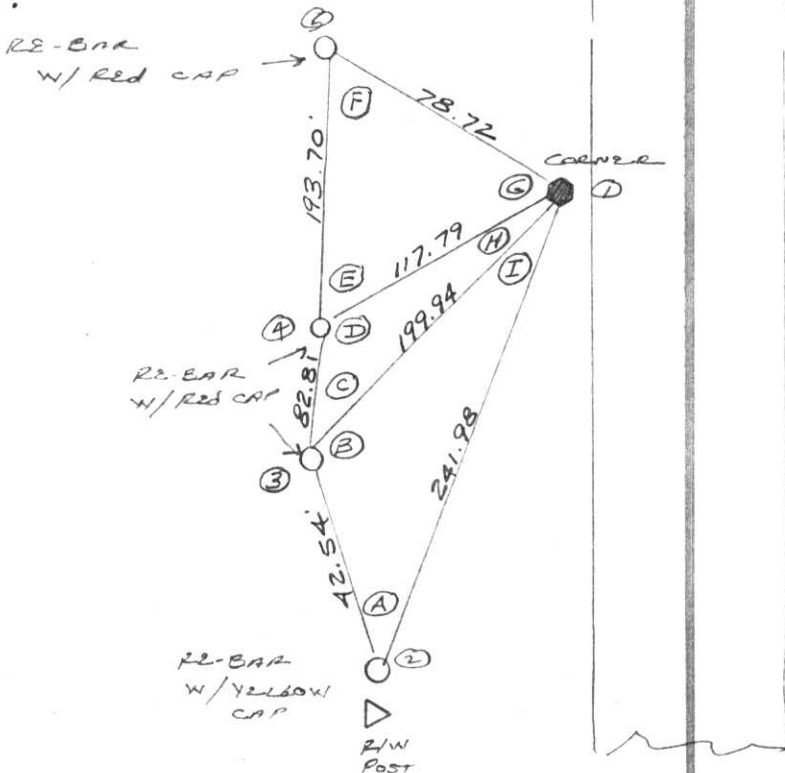 6
RE-BAR
W/ Red CAP
F
78.72
CORNER
193.70'
G
1
H
117.79
I
E
199.94
4
D
RE-BAR
W/ Red CAP
82.81
C
B
3
241.98
42.54'
A
RE-BAR
W/ YELLOW
CAP
2
R/W
POST